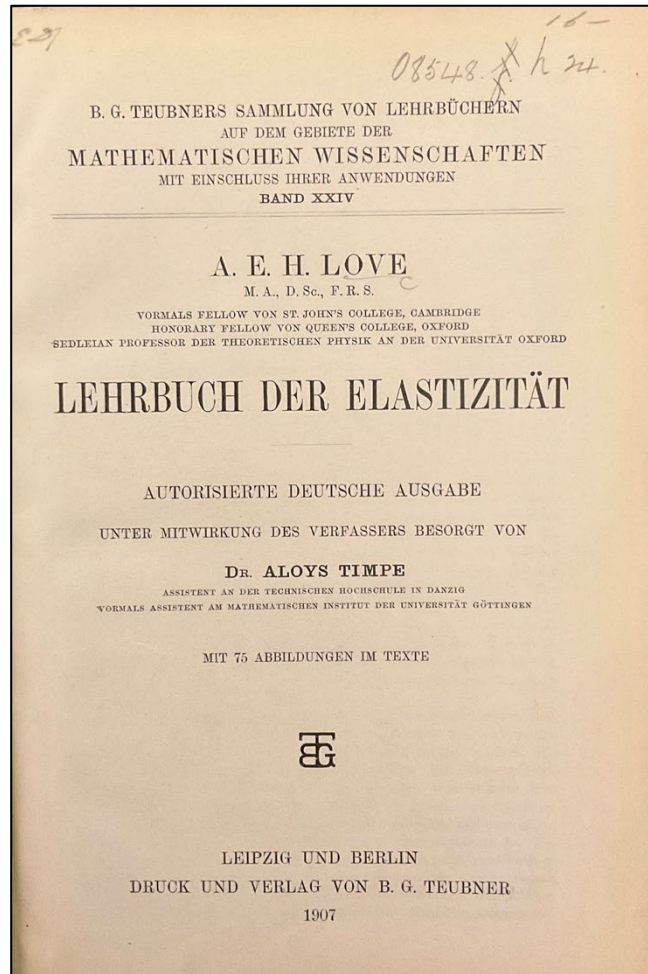 16-
08548. h 24.
B. G. TEUBNERS SAMMLUNG VON LEHRBÜCHERN
AUF DEM GEBIETE DER
MATHEMATISCHEN WISSENSCHAFTEN
MIT EINSCHLUSS IHRER ANWENDUNGEN
BAND XXIV
A. E. H. LOVE
M. A., D. Sc., F. R. S.
VORMALS FELLOW VON ST. JOHN'S COLLEGE, CAMBRIDGE
HONORARY FELLOW VON QUEEN'S COLLEGE, OXFORD
SEDLEIAN PROFESSOR DER THEORETISCHEN PHYSIK AN DER UNIVERSITÄT OXFORD
LEHRBUCH DER ELASTIZITÄT
AUTORISIERTE DEUTSCHE AUSGABE
UNTER MITWIRKUNG DES VERFASSERS BESORGT VON
DR. ALOYS TIMPE
ASSISTENT AN DER TECHNISCHEN HOCHSCHULE IN DANZIG
VORMALS ASSISTENT AM MATHEMATISCHEN INSTITUT DER UNIVERSITÄT GÖTTINGEN
MIT 75 ABBILDUNGEN IM TEXTE
BTG
LEIPZIG UND BERLIN
DRUCK UND VERLAG VON B. G. TEUBNER
1907